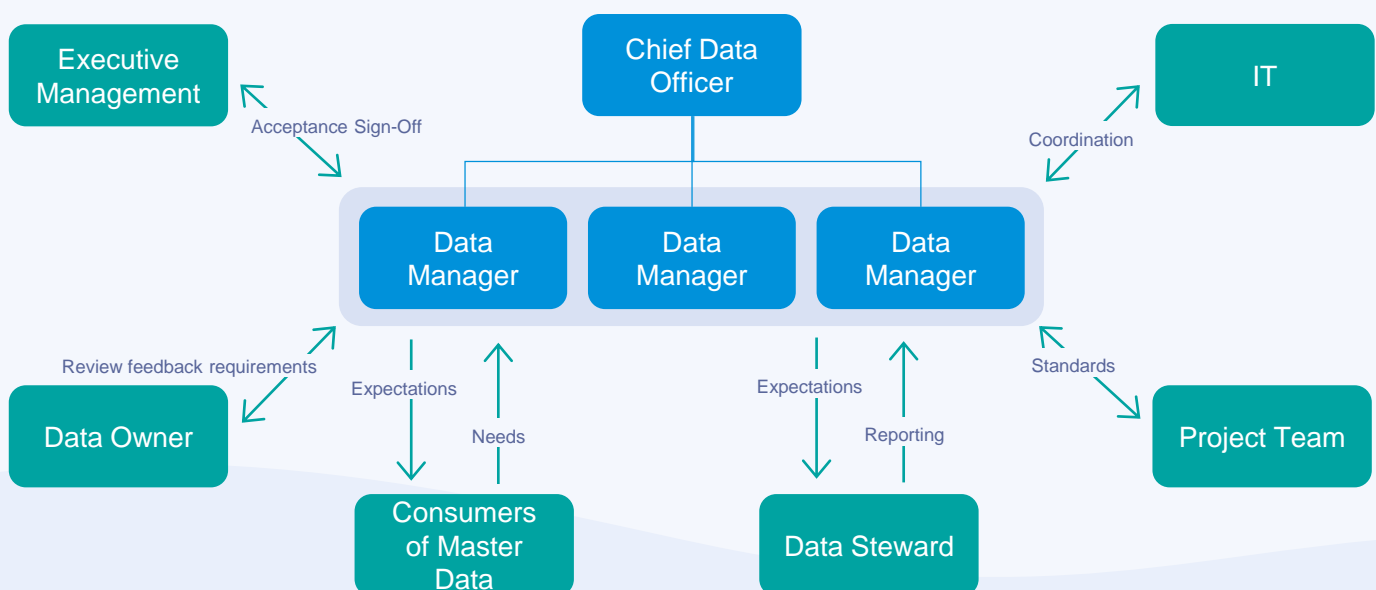 Executive
Management
Chief Data
Officer
IT
Acceptance Sign-Off
Coordination
Data
Manager
Data
Manager
Data
Manager
Review feedback requirements
Expectations
Needs
Expectations
Reporting
Standards
Data Owner
Project Team
Consumers
of Master
Data
Data Steward